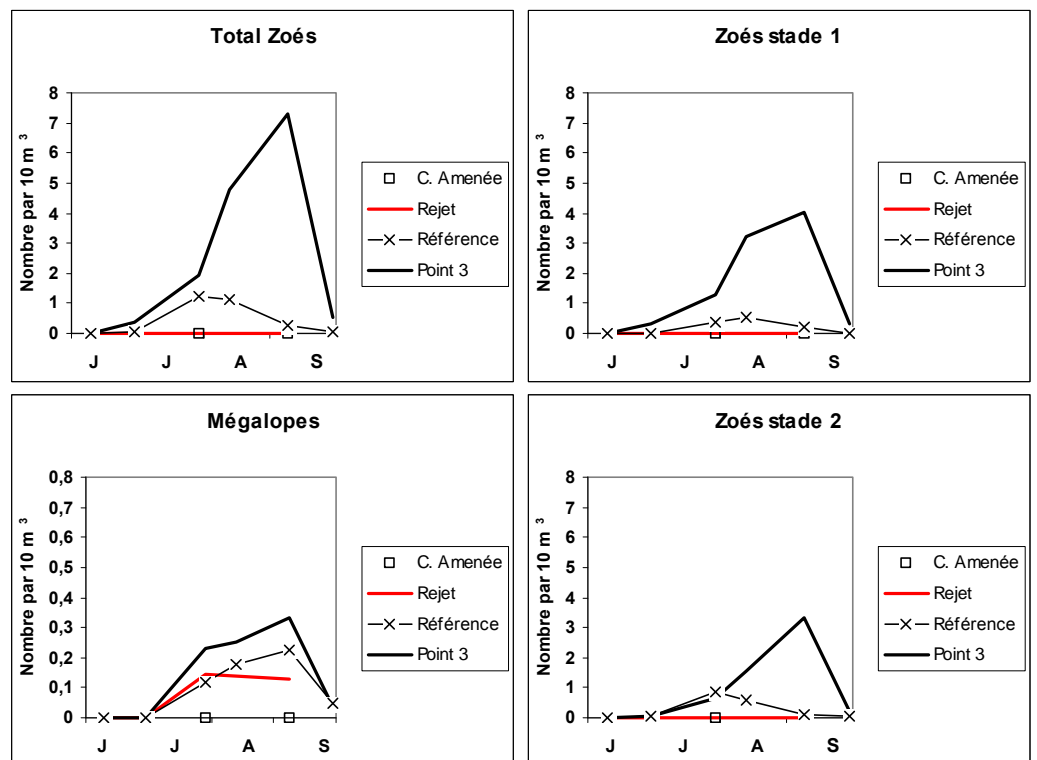 Total Zoés
Nombre par 10 m 3
8
7
6
5
4
3
2
1
0
J J A S
C. Amenée
Rejet
Référence
Point 3
Zoés stade 1
Nombre par 10 m 3
8
7
6
5
4
3
2
1
0
J J A S
C. Amenée
Rejet
Référence
Point 3
Mégalopes
Nombre par 10 m 3
0,8
0,7
0,6
0,5
0,4
0,3
0,2
0,1
0
J J A S
C. Amenée
Rejet
Référence
Point 3
Zoés stade 2
Nombre par 10 m 3
8
7
6
5
4
3
2
1
0
J J A S
C. Amenée
Rejet
Référence
Point 3